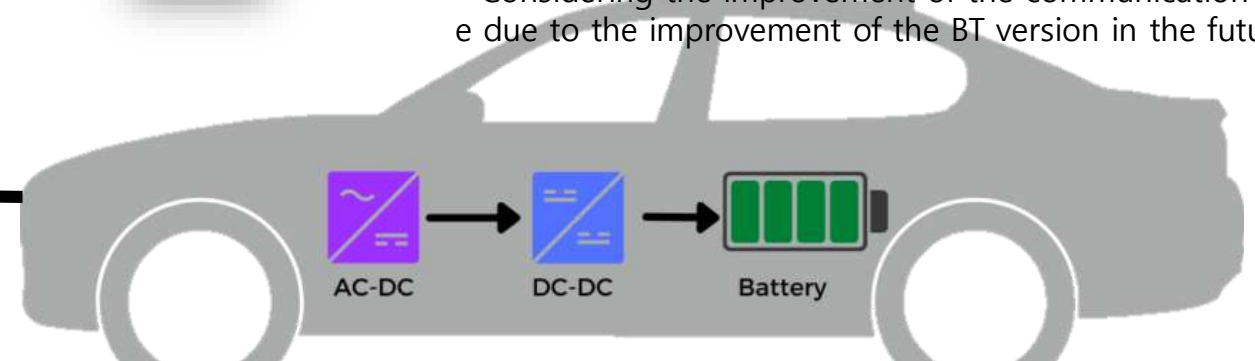 Considering the improvement of the communication
e due to the improvement of the BT version in the futu
AC-DC
DC-DC
Battery